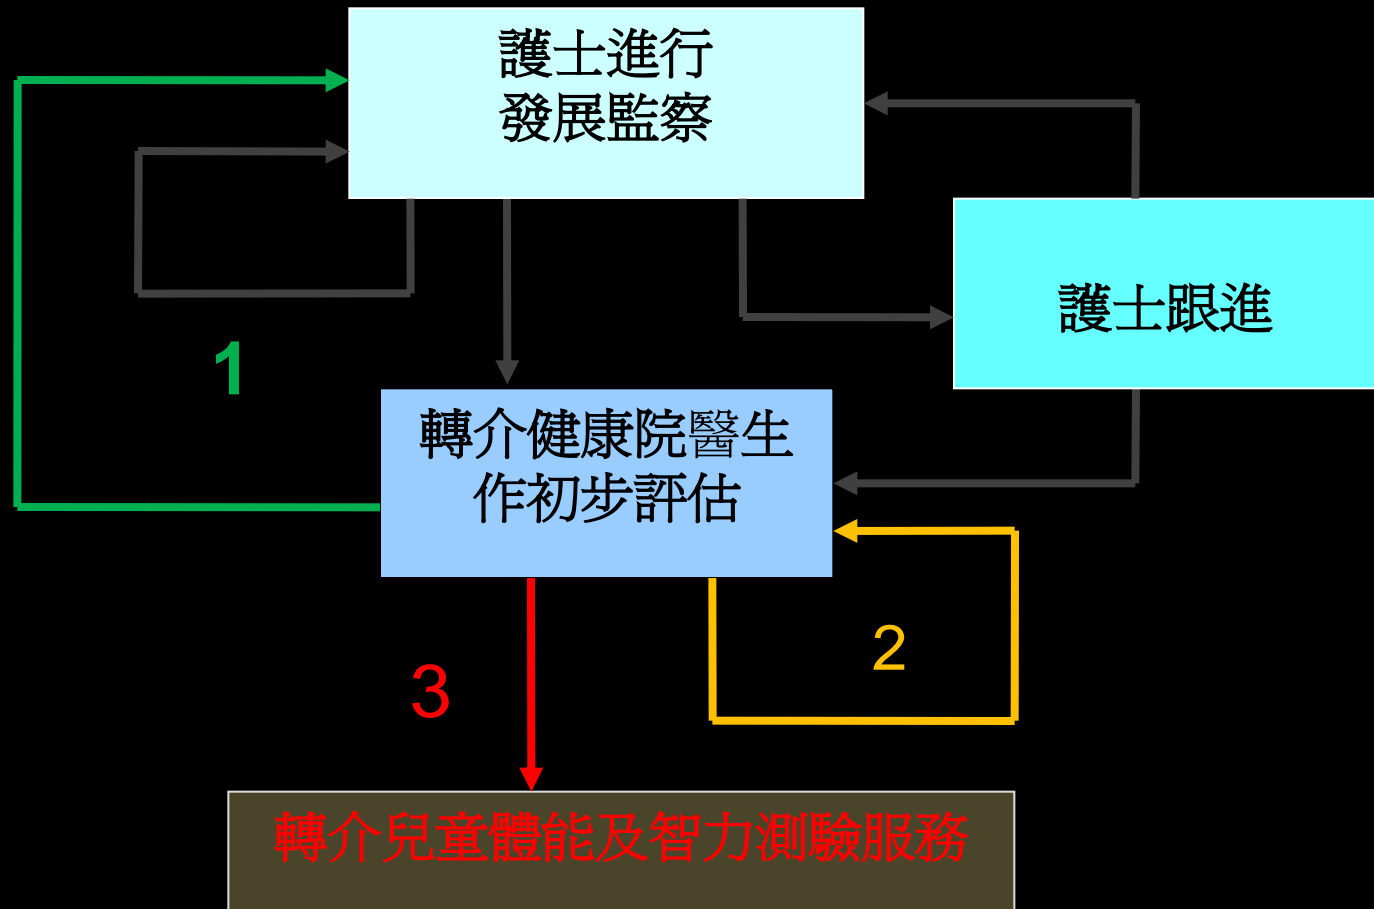 護士進行
發展監察
護士跟進
1
轉介健康院醫生
作初步評估
2
3
轉介兒童體能及智力測驗服務